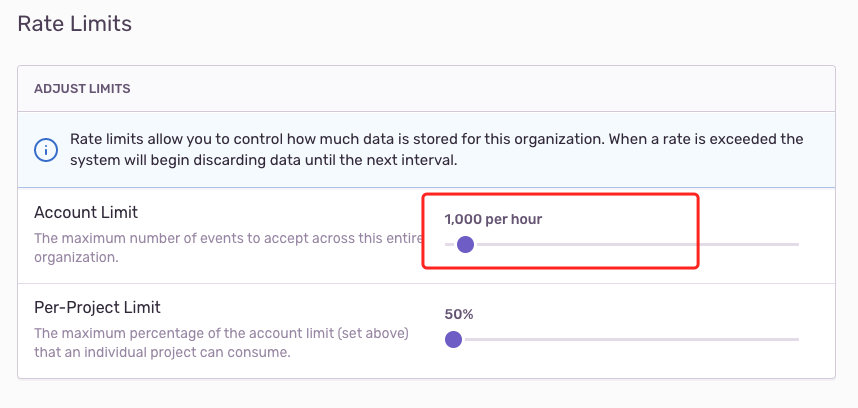 Rate Limits
ADJUST LIMITS
Rate limits allow you to control how much data is stored for this organization. When a rate is exceeded the
system will begin discarding data until the next interval.
Account Limit
The maximum number of events to accept across this entire
organization.
1,000 per hour
Per-Project Limit
The maximum percentage of the account limit (set above)
that an individual project can consume.
50%